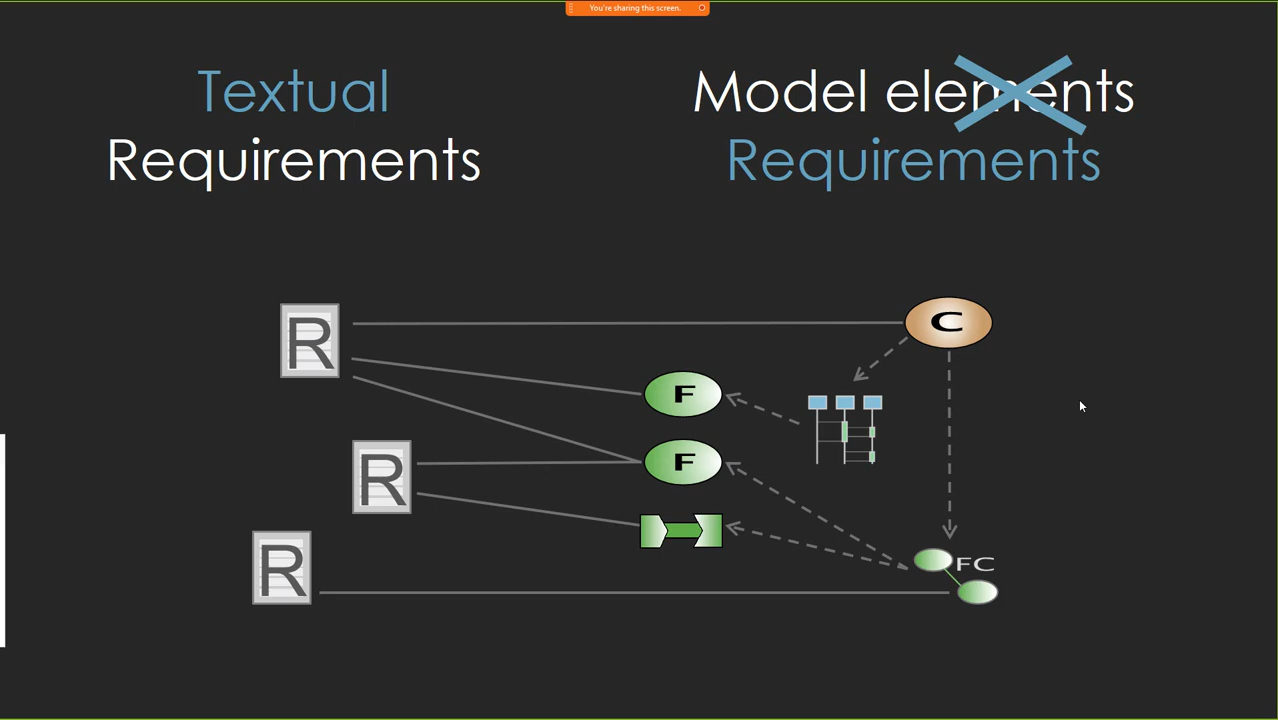 You're sharing this screen.
Textual
Requirements
Model elements
Requirements
R
C
F
F
R
R
FC